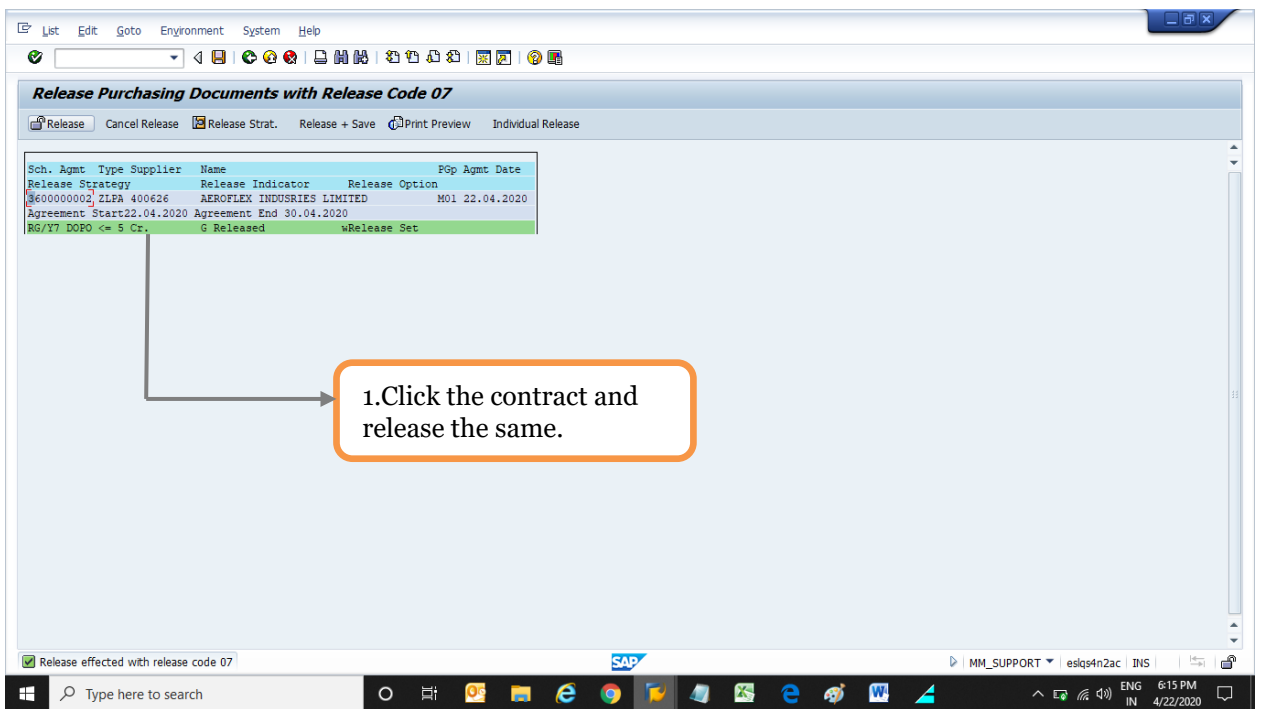 List Edit Goto Environment System Help
Release Purchasing Documents with Release Code 07
Release Cancel Release Release Strat. Release + Save Print Preview Individual Release
Sch. Agmt Type Supplier Name PGp Agmt Date
Release Strategy Release Indicator Release Option
3600000002 ZLPA 400626 AEROFLEX INDUSRIES LIMITED M01 22.04.2020
Agreement Start22.04.2020 Agreement End 30.04.2020
RG/Y7 DOPO <= 5 Cr. G Released wRelease Set
1.Click the contract and
release the same.
Release effected with release code 07
SAP
MM_SUPPORT eslqs4n2ac INS
Type here to search
ENG
IN
6:15 PM
4/22/2020